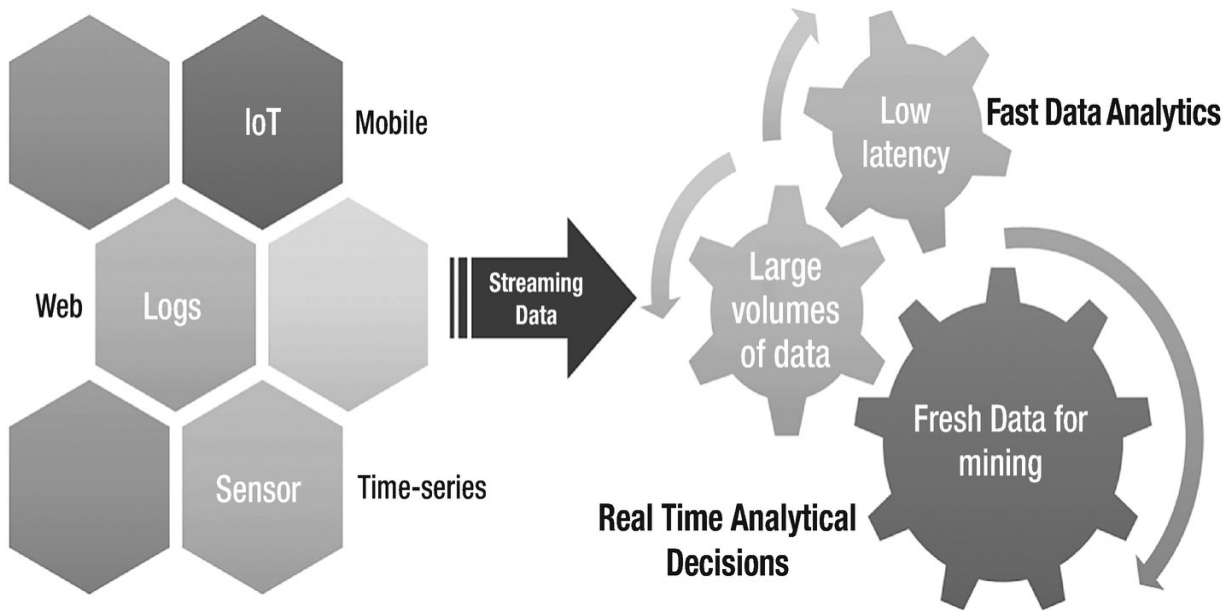 IoT
Mobile
Web
Logs
Sensor
Time-series
Streaming
Data
Low
latency
Fast Data Analytics
Large
volumes
of data
Fresh Data for
mining
Real Time Analytical
Decisions